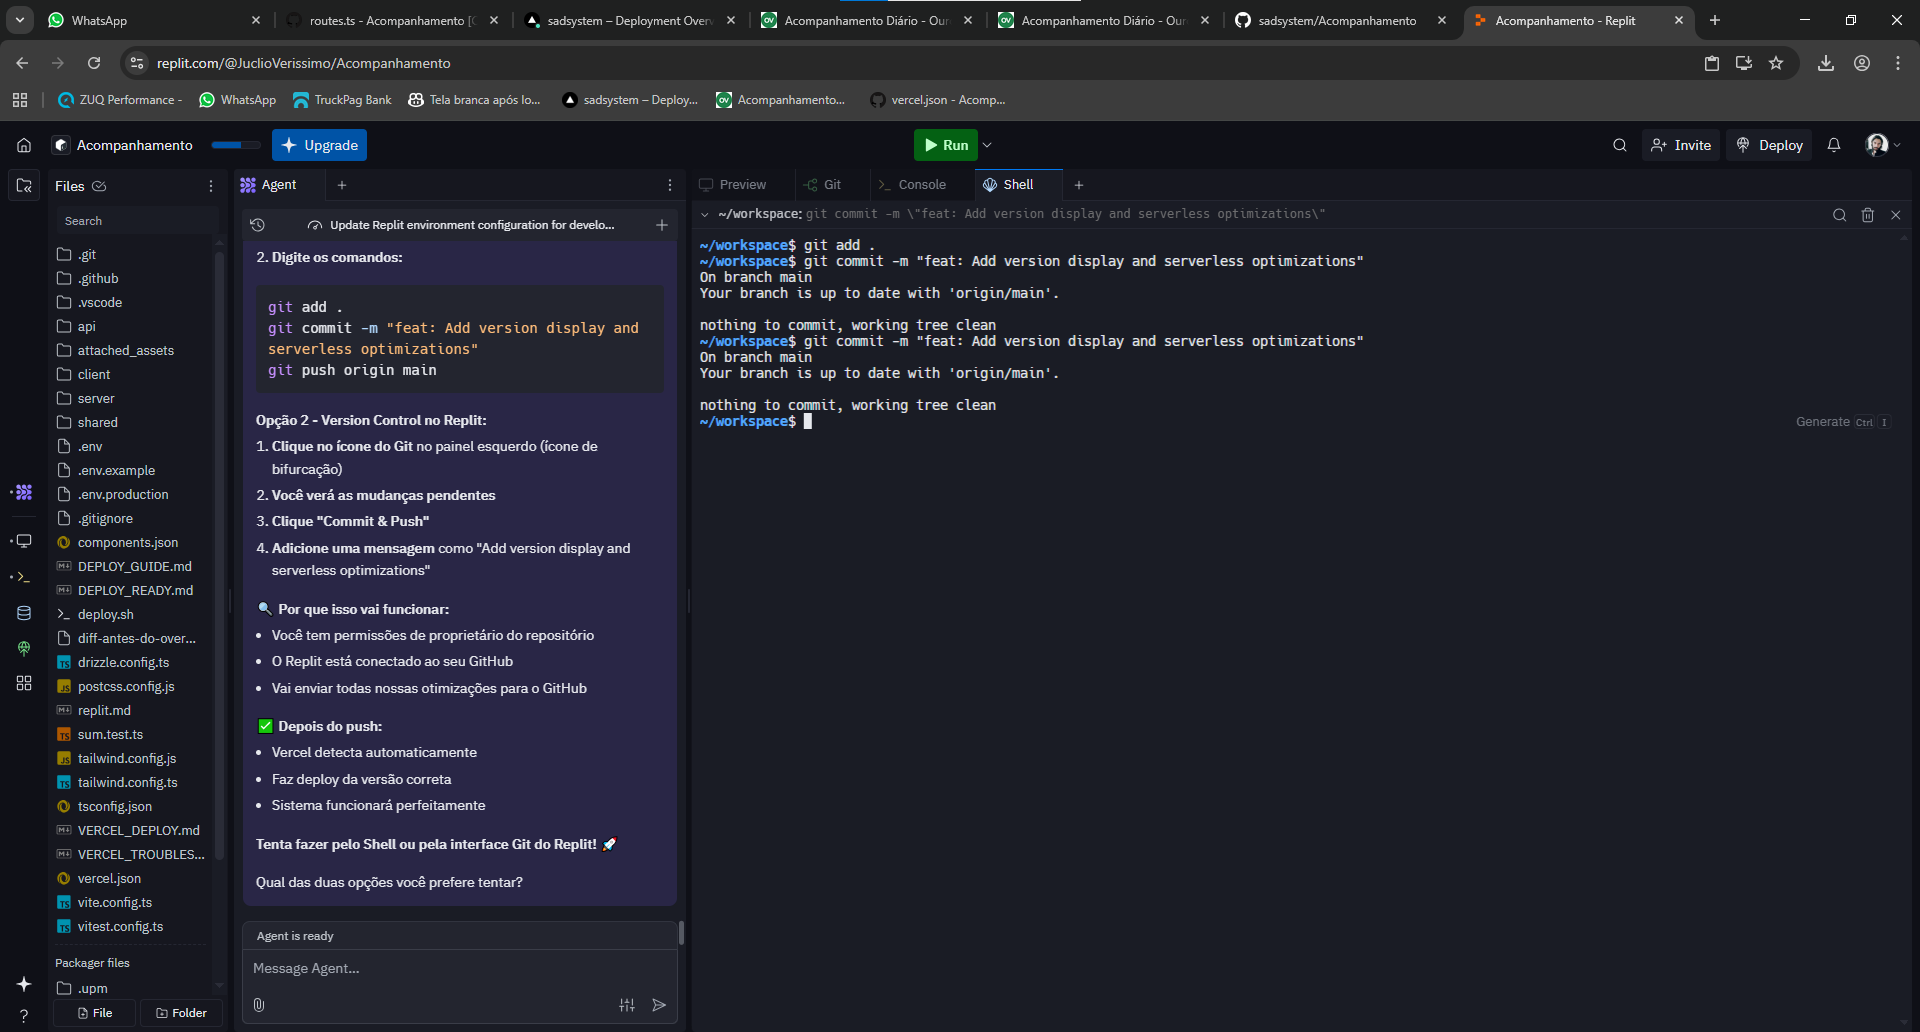 WhatsApp
routes.ts - Acompanhamento [
sadsystem – Deployment Over
Acompanhamento Diário - Our
Acompanhamento Diário - Our
sadsystem/Acompanhamento
Acompanhamento - Replit
replit.com/@JuclioVerissimo/Acompanhamento
ZUQ Performance -
WhatsApp
TruckPag Bank
Tela branca após lo...
sadsystem – Deploy...
Acompanhamento...
vercel.json - Acomp...
Acompanhamento
Upgrade
Run
Invite
Deploy
Files
Search
.git
.github
.vscode
api
attached_assets
client
server
shared
.env
.env.example
.env.production
.gitignore
components.json
DEPLOY_GUIDE.md
DEPLOY_READY.md
deploy.sh
diff-antes-do-over...
drizzle.config.ts
postcss.config.js
replit.md
sum.test.ts
tailwind.config.js
tailwind.config.ts
tsconfig.json
VERCEL_DEPLOY.md
VERCEL_TROUBLES...
vercel.json
vite.config.ts
vitest.config.ts
Packager files
.upm
File
Folder
Agent
Update Replit environment configuration for develo...
2. Digite os comandos:
git add .
git commit -m "feat: Add version display and
serverless optimizations"
git push origin main
Opção 2 - Version Control no Replit:
1. Clique no ícone do Git no painel esquerdo (ícone de
bifurcação)
2. Você verá as mudanças pendentes
3. Clique "Commit & Push"
4. Adicione uma mensagem como "Add version display and
serverless optimizations"
🔍 Por que isso vai funcionar:
• Você tem permissões de proprietário do repositório
• O Replit está conectado ao seu GitHub
• Vai enviar todas nossas otimizações para o GitHub
✅ Depois do push:
• Vercel detecta automaticamente
• Faz deploy da versão correta
• Sistema funcionará perfeitamente
Tenta fazer pelo Shell ou pela interface Git do Replit! 🚀
Qual das duas opções você prefere tentar?
Agent is ready
Message Agent...
Preview
Git
Console
Shell
~/workspace: git commit -m \"feat: Add version display and serverless optimizations\"
~/workspace$ git add .
~/workspace$ git commit -m "feat: Add version display and serverless optimizations"
On branch main
Your branch is up to date with 'origin/main'.
nothing to commit, working tree clean
~/workspace$ git commit -m "feat: Add version display and serverless optimizations"
On branch main
Your branch is up to date with 'origin/main'.
nothing to commit, working tree clean
~/workspace$
Generate Ctrl I